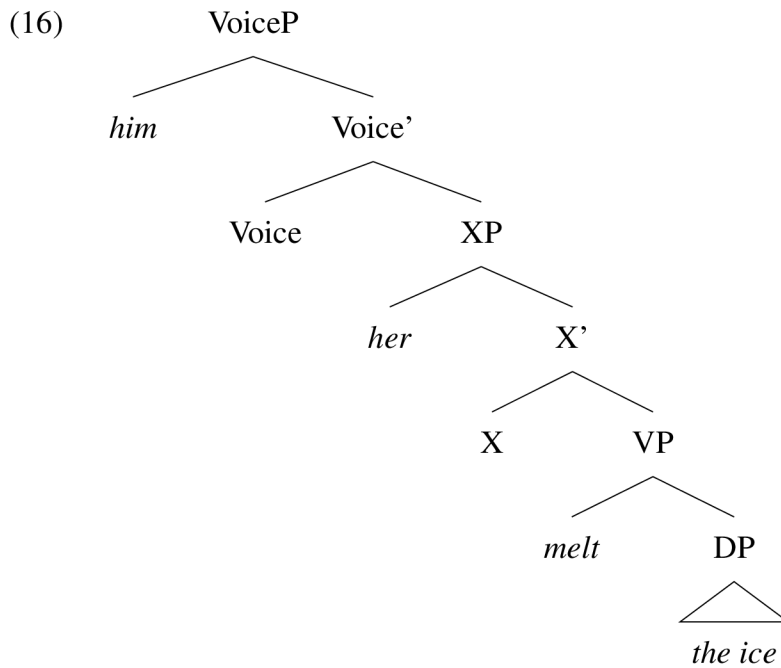 (16) VoiceP
him Voice’
Voice XP
her X’
X VP
melt DP
the ice